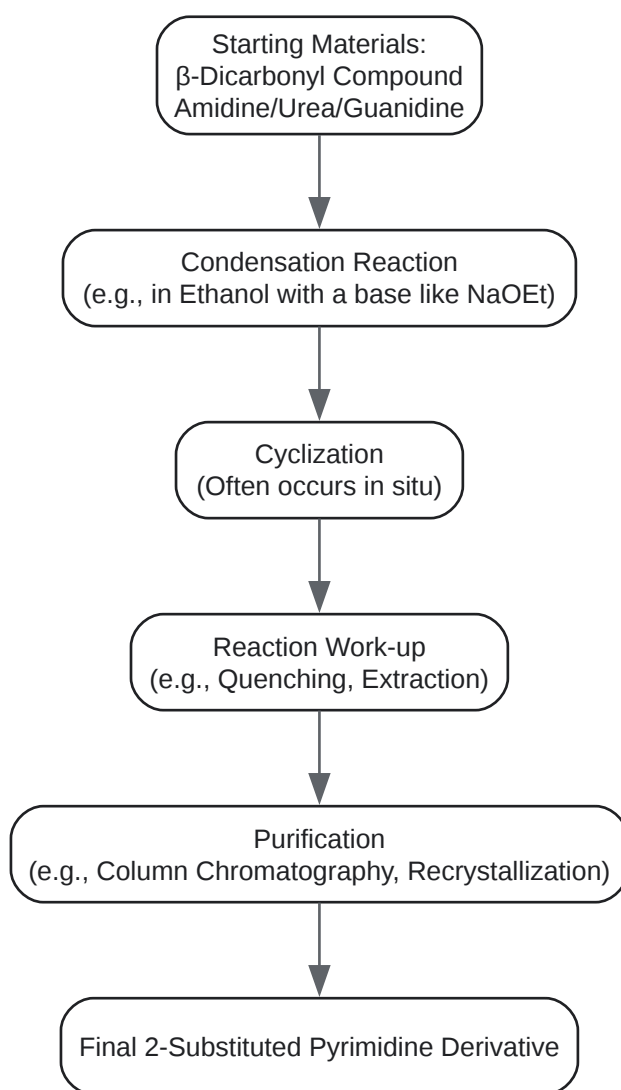 Starting Materials:
β-Dicarbonyl Compound
Amidine/Urea/Guanidine
Condensation Reaction
(e.g., in Ethanol with a base like NaOEt)
Cyclization
(Often occurs in situ)
Reaction Work-up
(e.g., Quenching, Extraction)
Purification
(e.g., Column Chromatography, Recrystallization)
Final 2-Substituted Pyrimidine Derivative